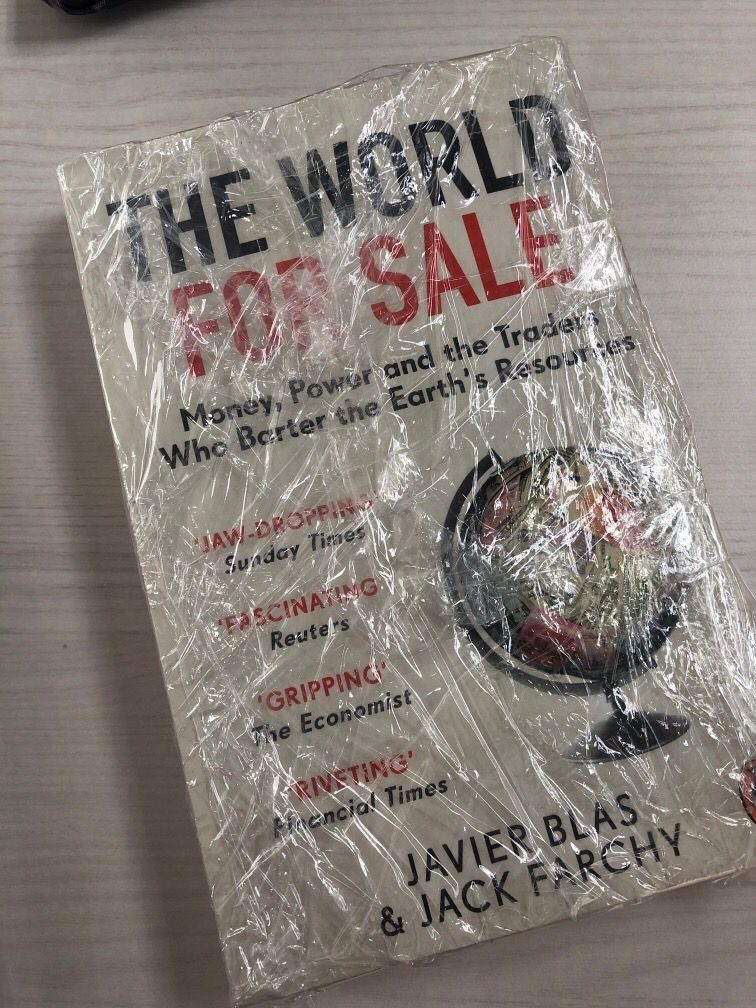 THE WORLD
FOR SALE
Money, Power and the Traders
Who Barter the Earth's Resources
'JAW-DROPPING'
Sunday Times
'FASCINATING'
Reuters
'GRIPPING'
The Economist
'RIVETING'
Financial Times
JAVIER BLAS
& JACK FARCHY